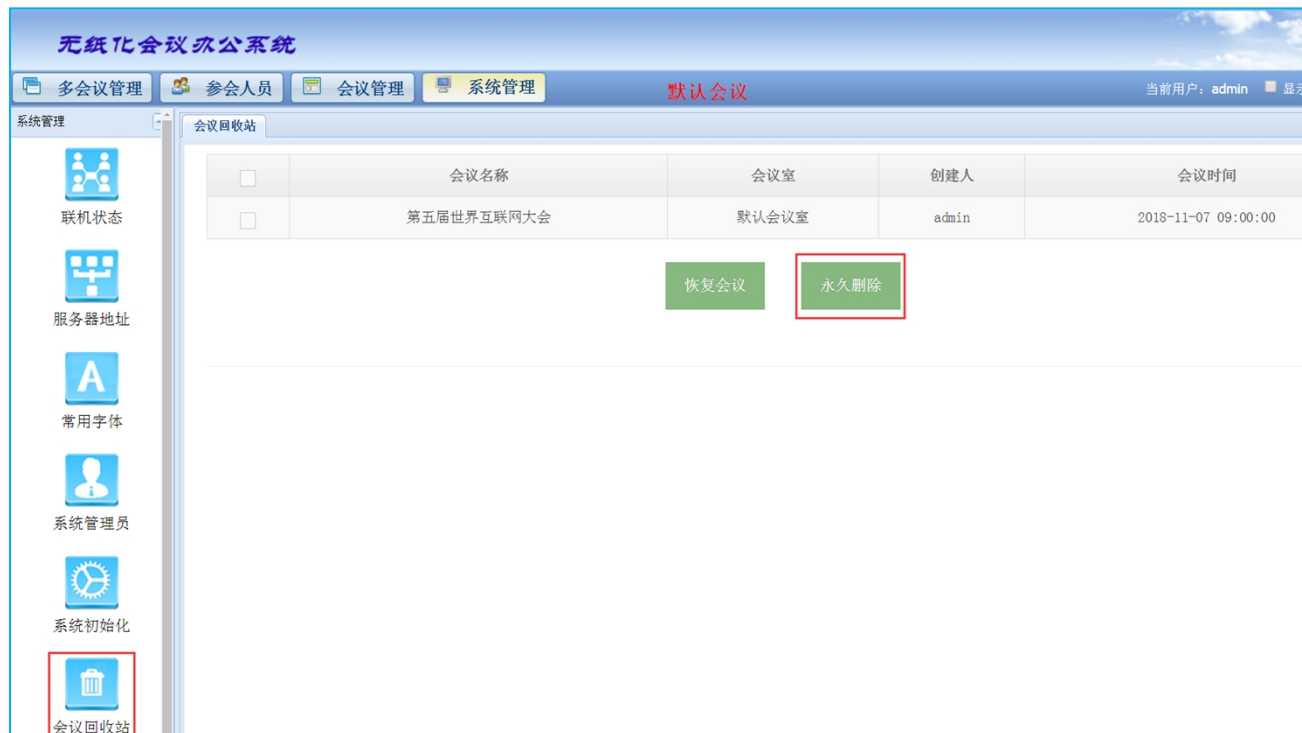 无纸化会议办公系统
多会议管理 参会人员 会议管理 系统管理 默认会议 当前用户：admin
系统管理 会议回收站
会议名称 会议室 创建人 会议时间
第五届世界互联网大会 默认会议室 admin 2018-11-07 09:00:00
恢复会议 永久删除
联机状态
服务器地址
A
常用字体
系统管理员
系统初始化
会议回收站